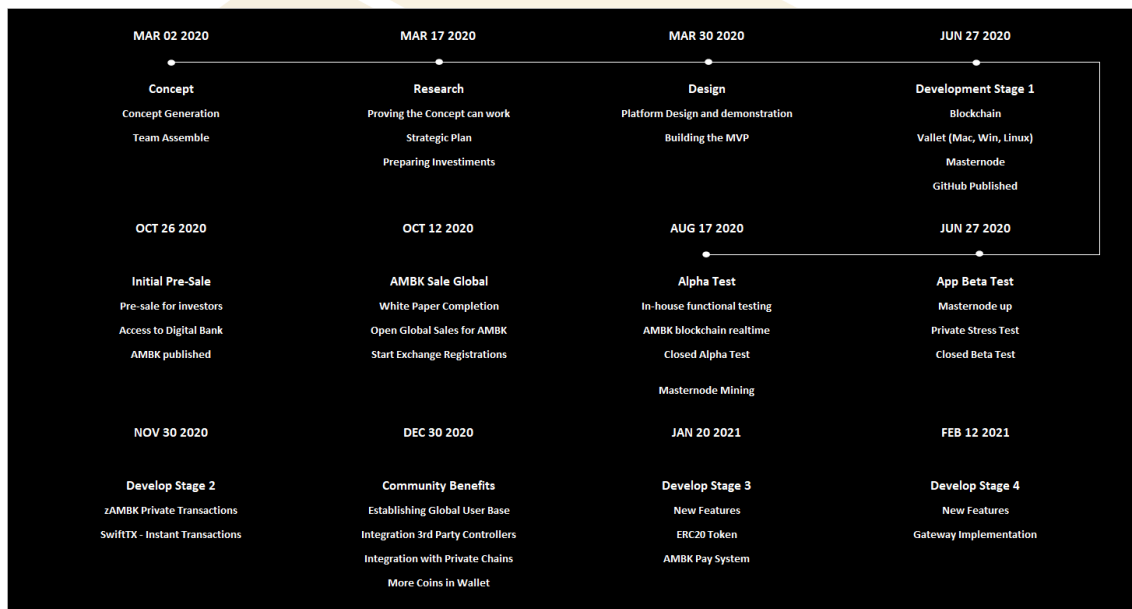 MAR 02 2020
MAR 17 2020
MAR 30 2020
JUN 27 2020
Concept
Concept Generation
Team Assemble
Research
Proving the Concept can work
Strategic Plan
Preparing Investiments
Design
Platform Design and demonstration
Building the MVP
Development Stage 1
Blockchain
Vallet (Mac, Win, Linux)
Masternode
GitHub Published
OCT 26 2020
OCT 12 2020
AUG 17 2020
JUN 27 2020
Initial Pre-Sale
Pre-sale for investors
Access to Digital Bank
AMBK published
AMBK Sale Global
White Paper Completion
Open Global Sales for AMBK
Start Exchange Registrations
Alpha Test
In-house functional testing
AMBK blockchain realtime
Closed Alpha Test
Masternode Mining
App Beta Test
Masternode up
Private Stress Test
Closed Beta Test
NOV 30 2020
DEC 30 2020
JAN 20 2021
FEB 12 2021
Develop Stage 2
zAMBK Private Transactions
SwiftTX - Instant Transactions
Community Benefits
Establishing Global User Base
Integration 3rd Party Controllers
Integration with Private Chains
More Coins in Wallet
Develop Stage 3
New Features
ERC20 Token
AMBK Pay System
Develop Stage 4
New Features
Gateway Implementation